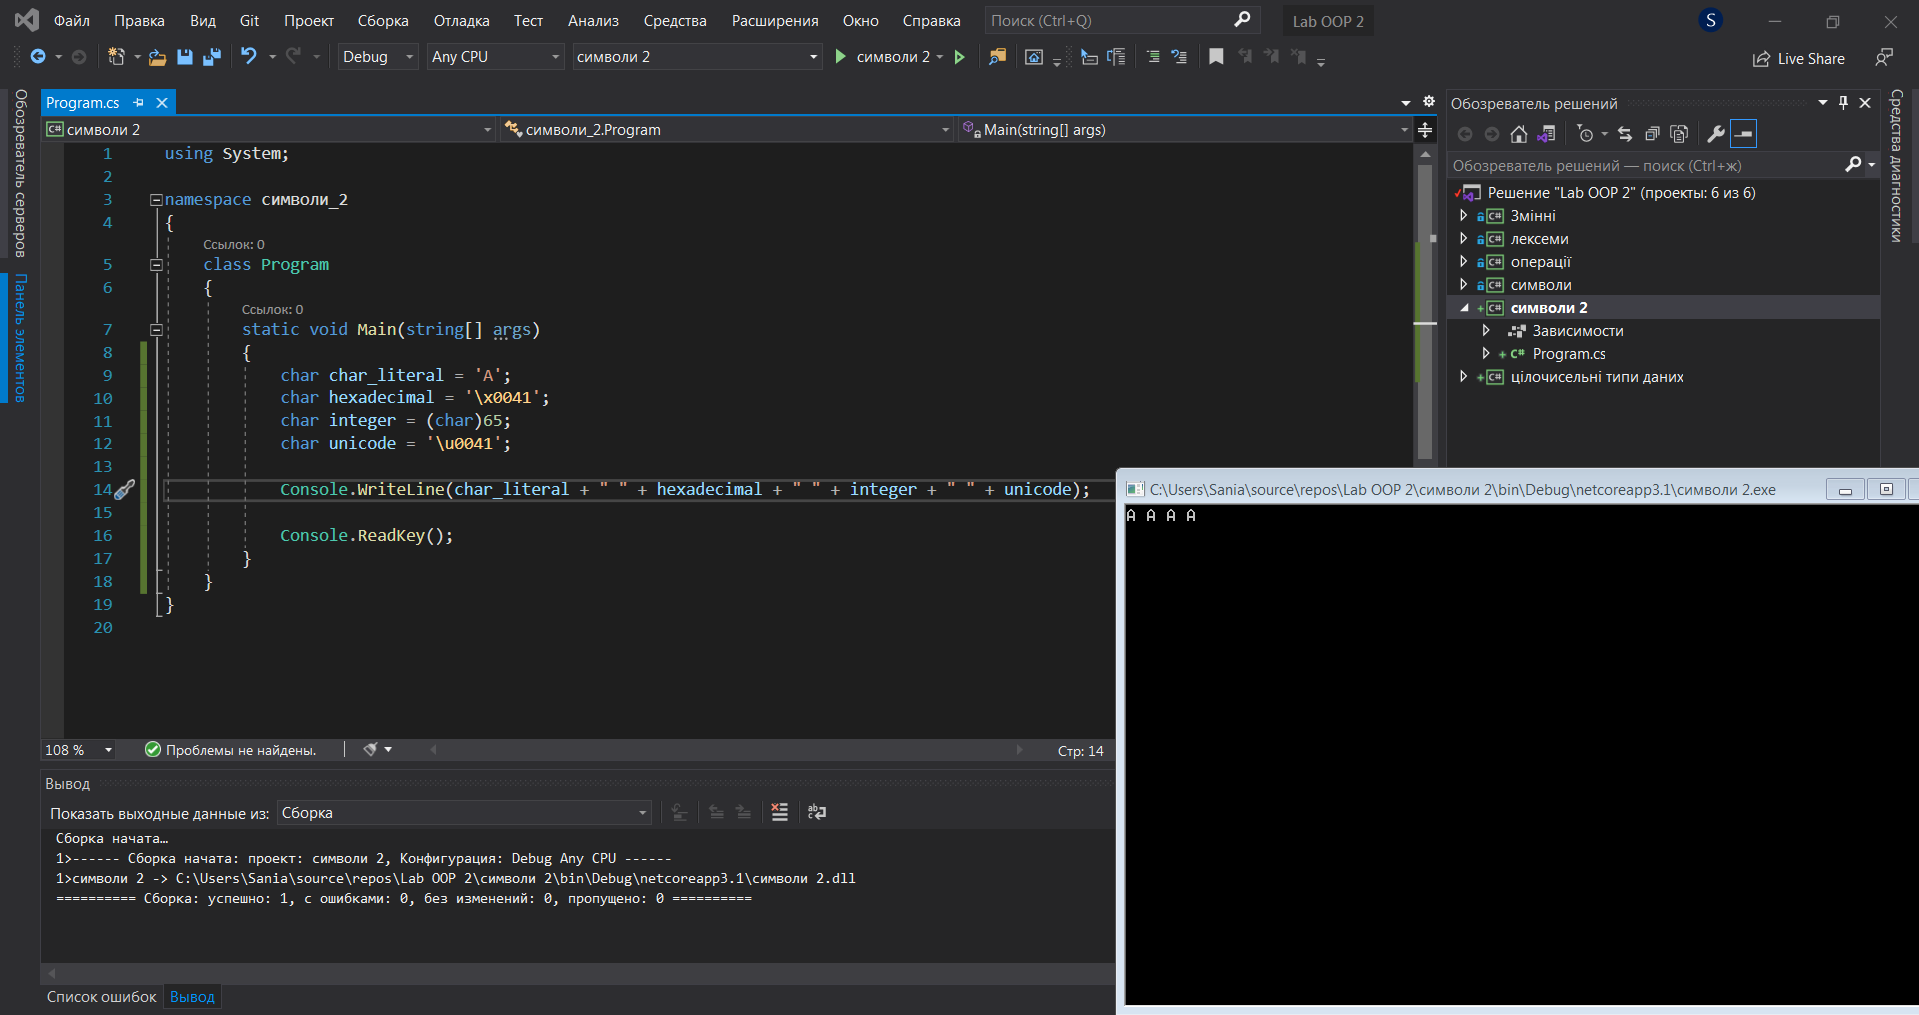 Файл Правка Вид Git Проект Сборка Отладка Тест Анализ Средства Расширения Окно Справка Поиск (Ctrl+Q) Lab OOP 2 S
Debug Any CPU символи 2 символи 2 Live Share
Обозреватель серверов
Панель элементов
Program.cs
символи 2 символи_2.Program Main(string[] args)
1 using System;
2
3 namespace символи_2
4 {
Ссылок: 0
5 class Program
6 {
Ссылок: 0
7 static void Main(string[] args)
8 {
9 char char_literal = 'A';
10 char hexadecimal = '\x0041';
11 char integer = (char)65;
12 char unicode = '\u0041';
13
14 Console.WriteLine(char_literal + " " + hexadecimal + " " + integer + " " + unicode);
15
16 Console.ReadKey();
17 }
18 }
19 }
20
108 % Проблемы не найдены. Стр: 14
Вывод
Показать выходные данные из: Сборка
Сборка начата…
1>------ Сборка начата: проект: символи 2, Конфигурация: Debug Any CPU ------
1>символи 2 -> C:\Users\Sania\source\repos\Lab OOP 2\символи 2\bin\Debug\netcoreapp3.1\символи 2.dll
========== Сборка: успешно: 1, с ошибками: 0, без изменений: 0, пропущено: 0 ==========
Список ошибок Вывод
Обозреватель решений
Обозреватель решений — поиск (Ctrl+ж)
Решение "Lab OOP 2" (проекты: 6 из 6)
C# Змінні
C# лексеми
C# операції
C# символи
C# символи 2
Зависимости
C# Program.cs
C# цілочисельні типи даних
Средства диагностики
C:\Users\Sania\source\repos\Lab OOP 2\символи 2\bin\Debug\netcoreapp3.1\символи 2.exe
A A A A